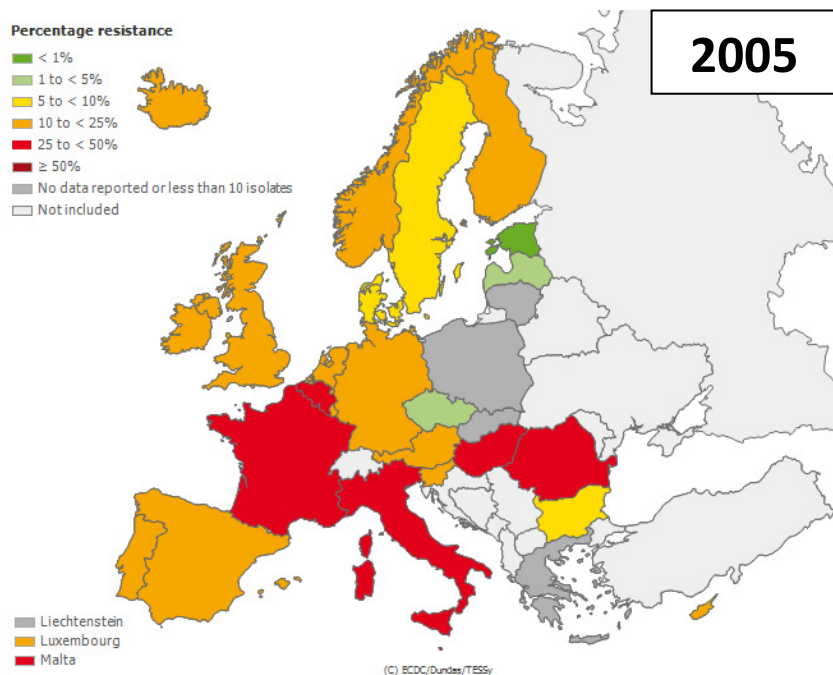 Percentage resistance
< 1%
1 to < 5%
5 to < 10%
10 to < 25%
25 to < 50%
≥ 50%
No data reported or less than 10 isolates
Not included
2005
Liechtenstein
Luxembourg
Malta
(C) ECDC/Dundas/TESSy